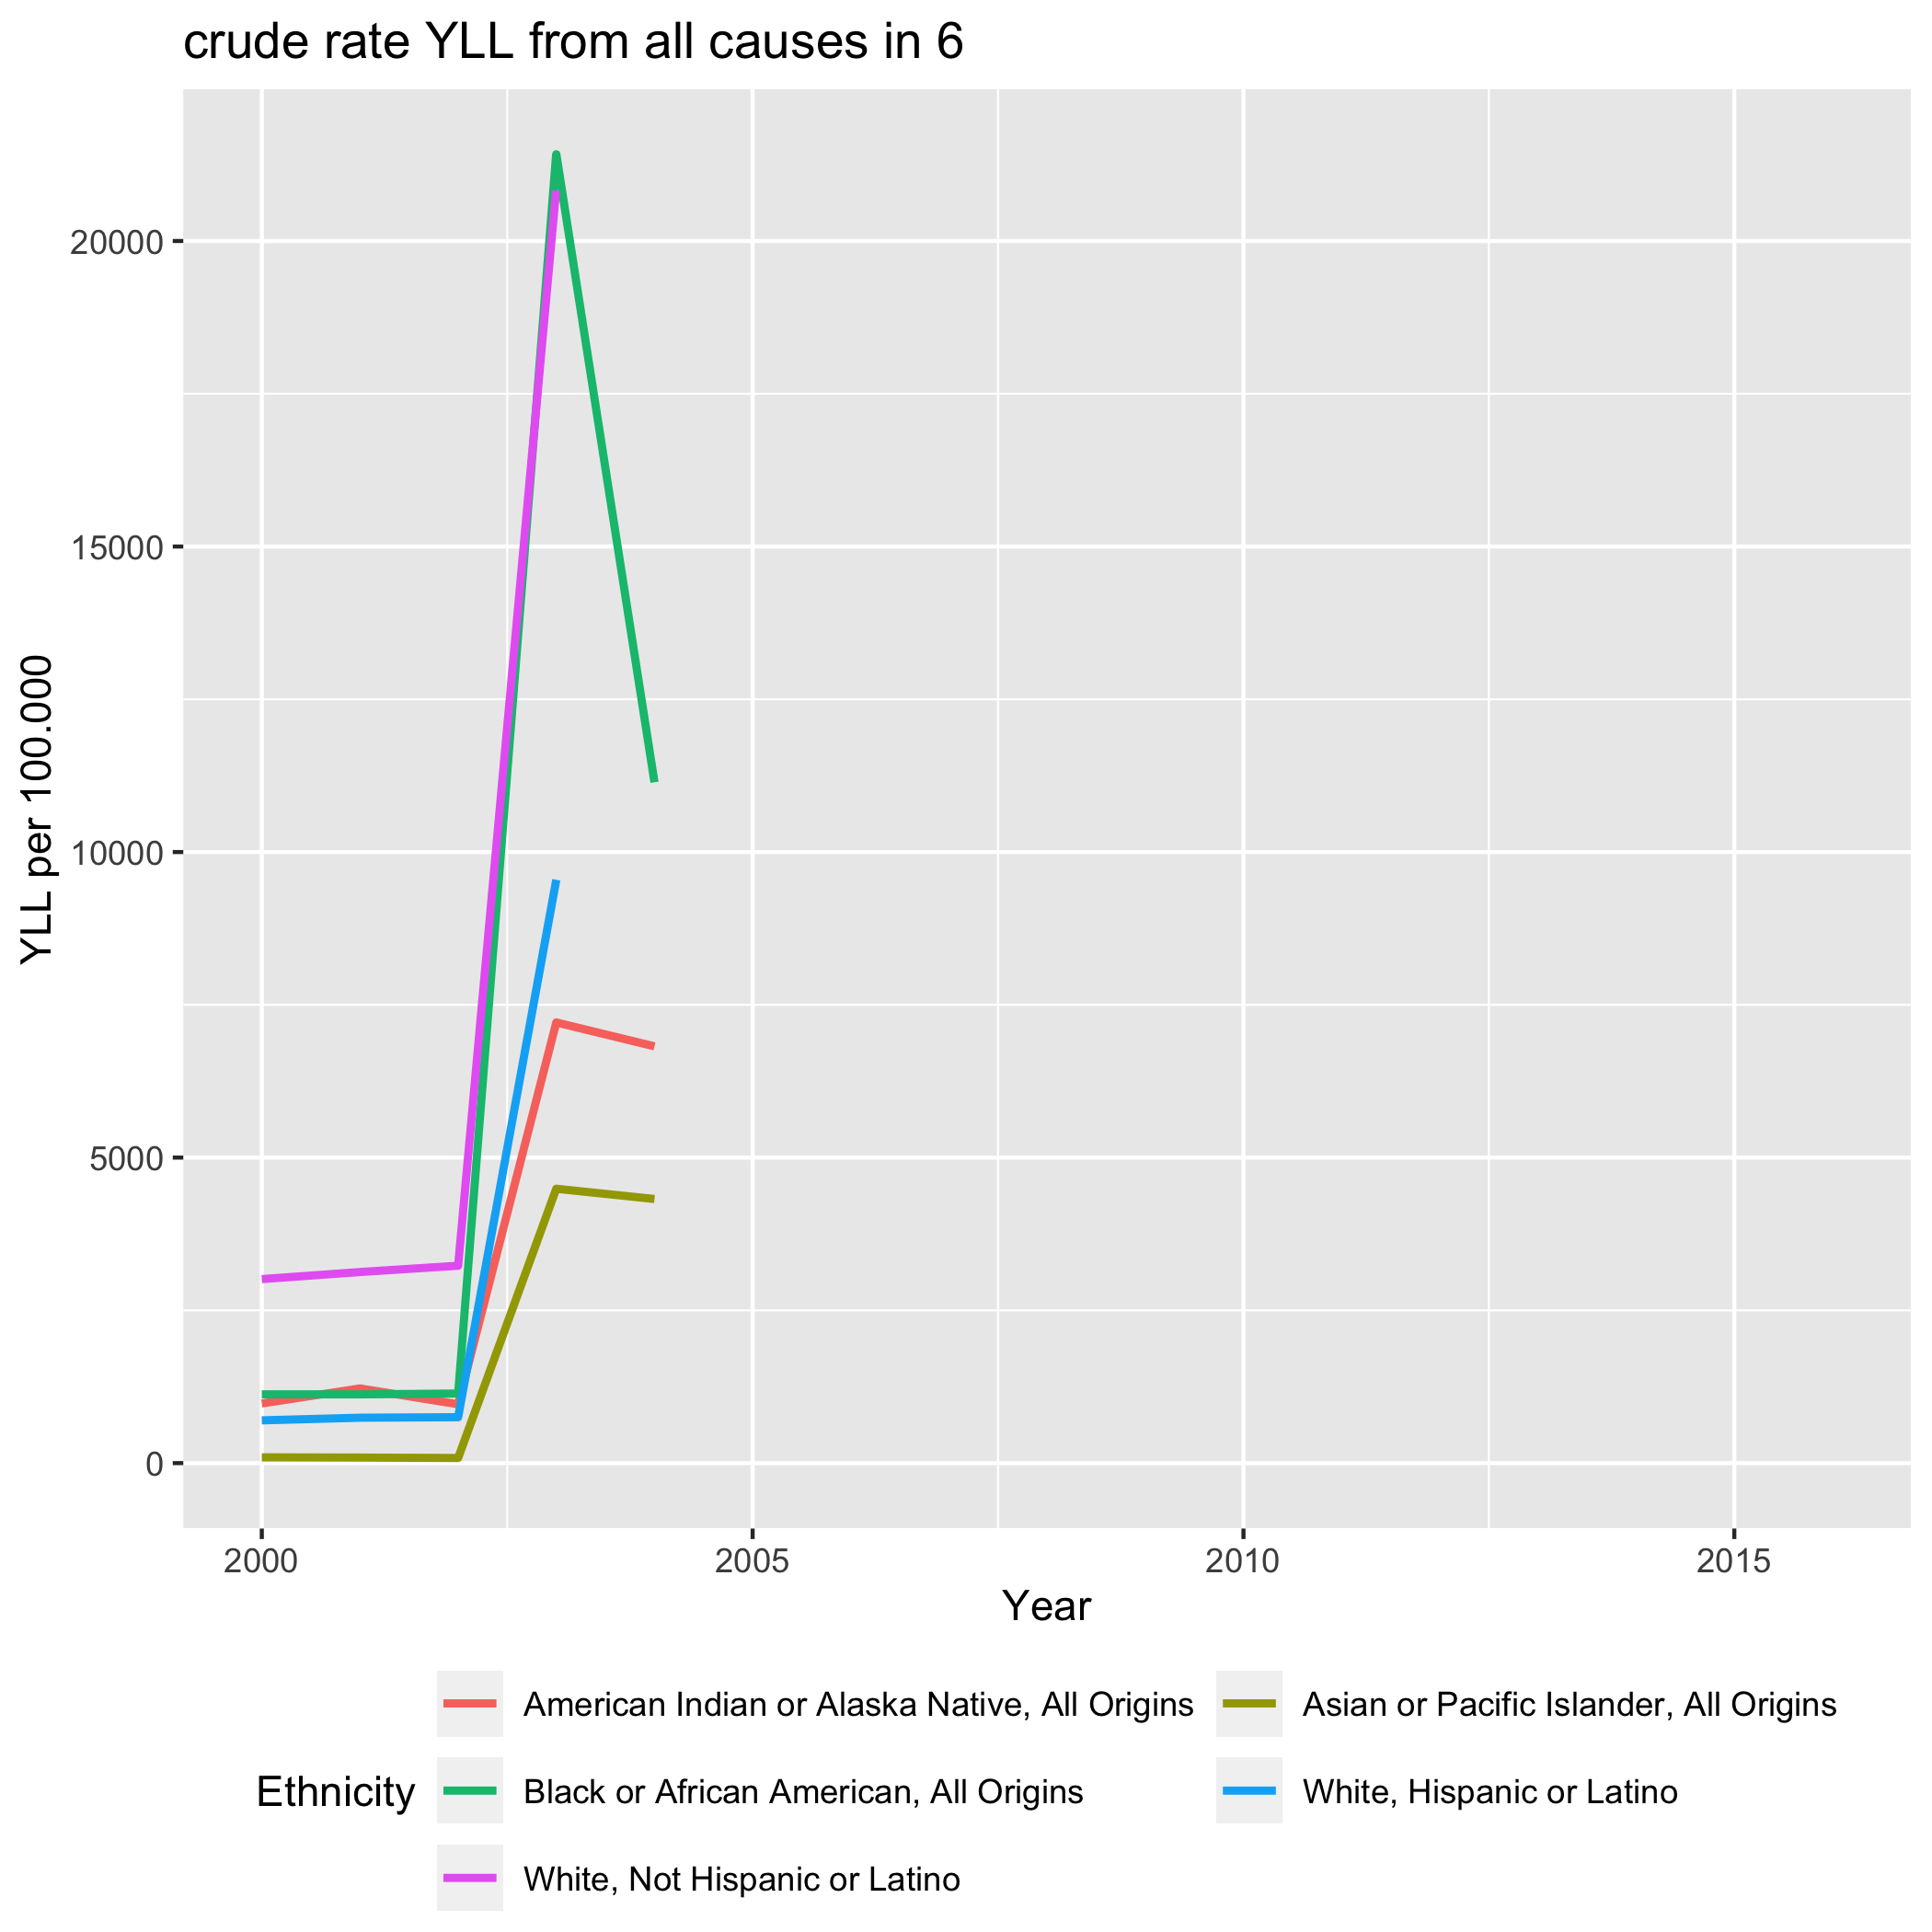 crude rate YLL from all causes in 6
20000
15000
10000
5000
0
YLL per 100.000
2000 2005 2010 2015
Year
Ethnicity
American Indian or Alaska Native, All Origins
Asian or Pacific Islander, All Origins
Black or African American, All Origins
White, Hispanic or Latino
White, Not Hispanic or Latino